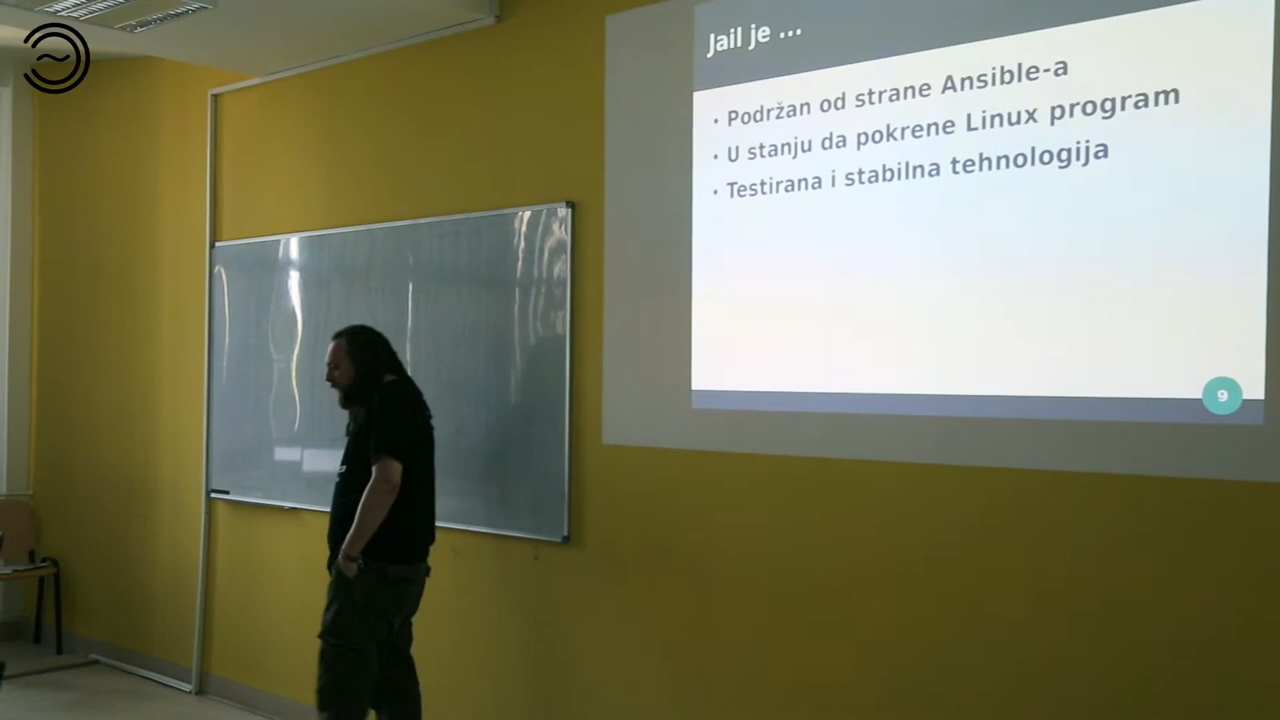 Jail je ...
• Podržan od strane Ansible-a
• U stanju da pokrene Linux program
• Testirana i stabilna tehnologija
9